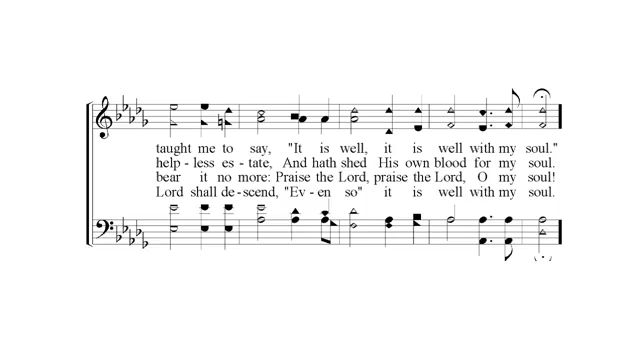 taught me to say, "It is well, it is well with my soul."
help - less es - tate, And hath shed His own blood for my soul.
bear it no more: Praise the Lord, praise the Lord, O my soul!
Lord shall de - scend, "Ev - en so" it is well with my soul.